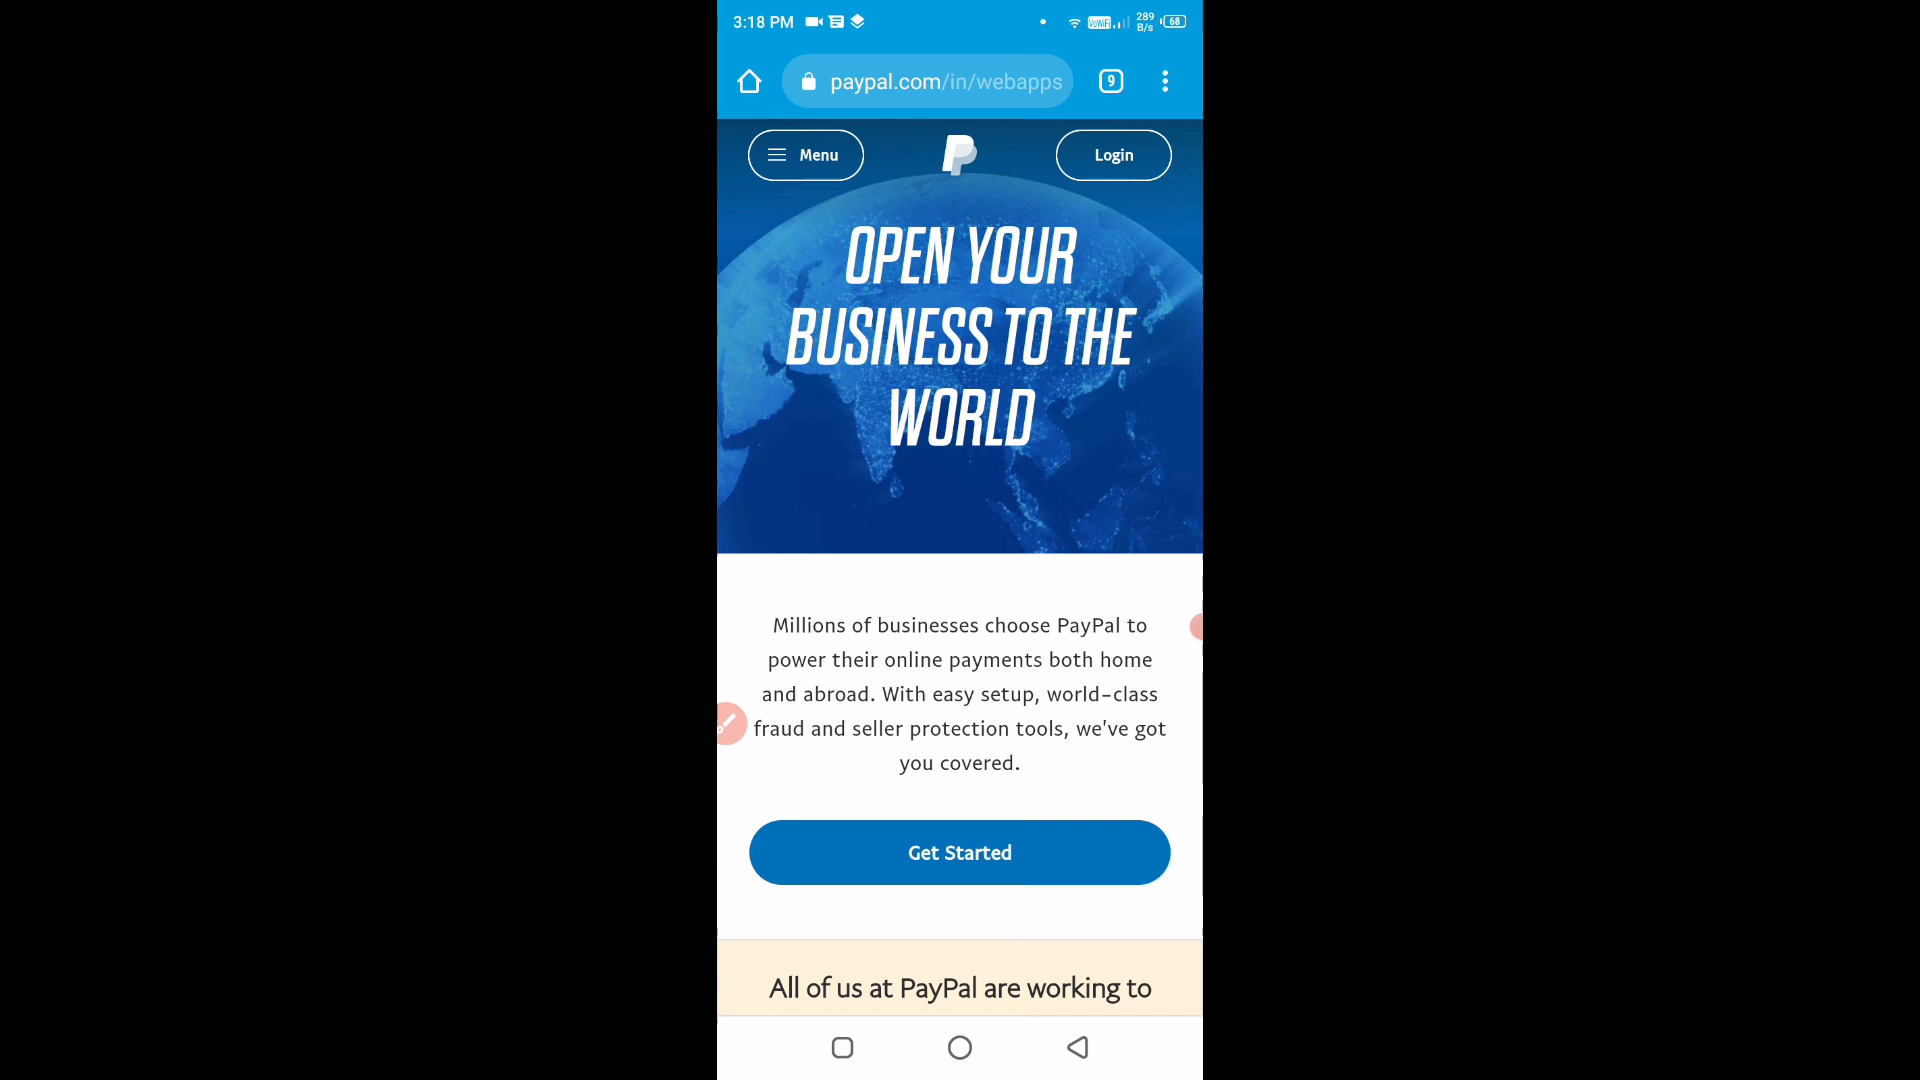 3:18 PM
VoWiFi
289
B/s
68
paypal.com/in/webapps
9
Menu
Login
OPEN YOUR
BUSINESS TO THE
WORLD
Millions of businesses choose PayPal to
power their online payments both home
and abroad. With easy setup, world-class
fraud and seller protection tools, we've got
you covered.
Get Started
All of us at PayPal are working to